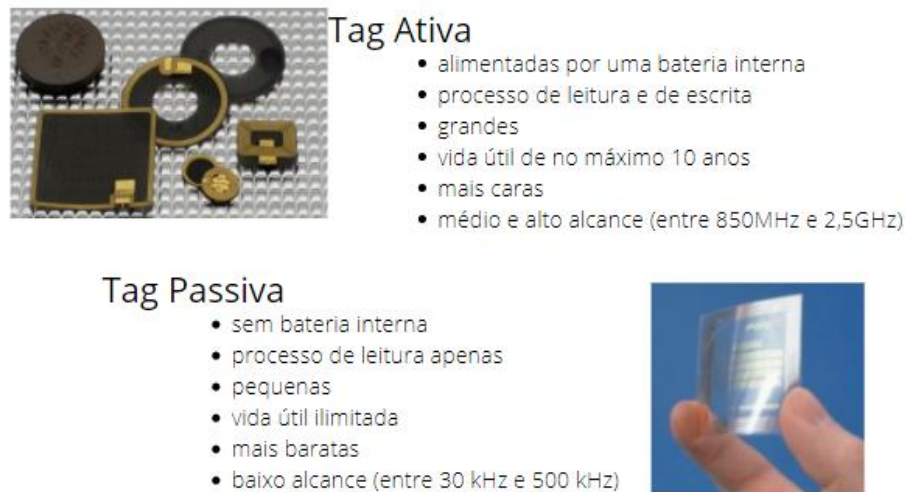 Tag Ativa
• alimentadas por uma bateria interna
• processo de leitura e de escrita
• grandes
• vida útil de no máximo 10 anos
• mais caras
• médio e alto alcance (entre 850MHz e 2,5GHz)
Tag Passiva
• sem bateria interna
• processo de leitura apenas
• pequenas
• vida útil ilimitada
• mais baratas
• baixo alcance (entre 30 kHz e 500 kHz)